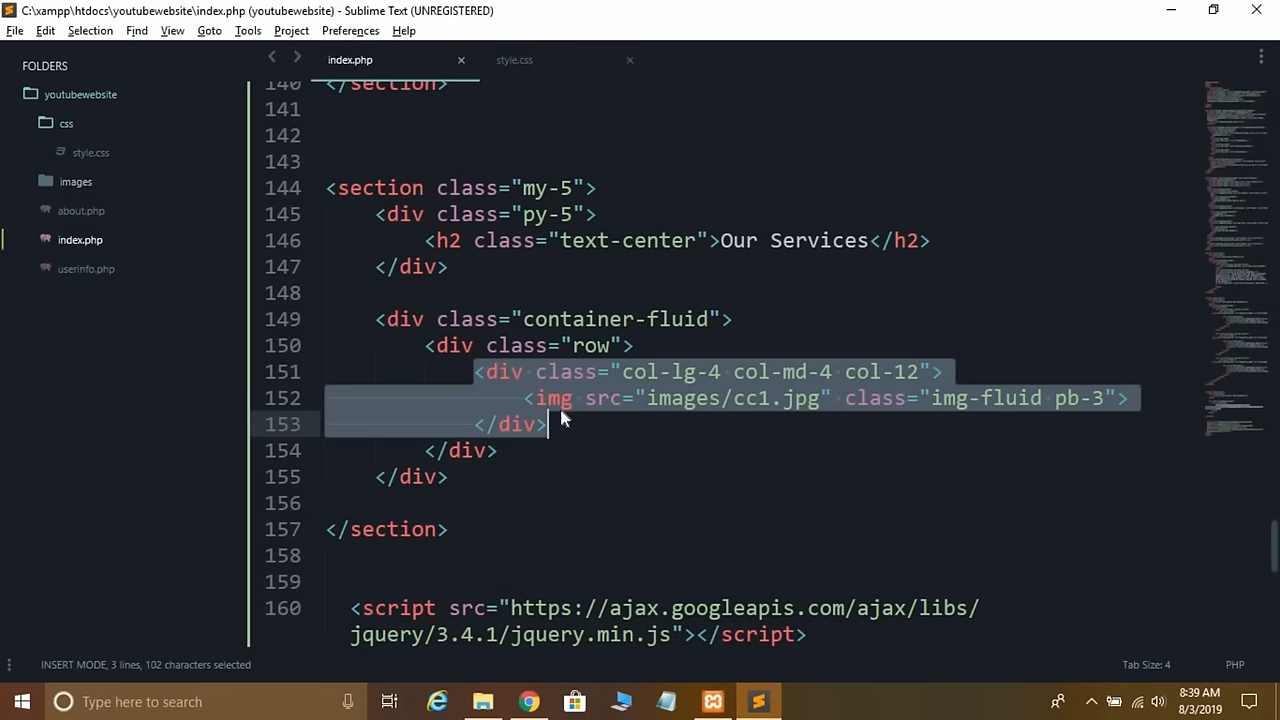 C:\xampp\htdocs\youtubewebsite\index.php (youtubewebsite) - Sublime Text (UNREGISTERED)
File Edit Selection Find View Goto Tools Project Preferences Help
FOLDERS
youtubewebsite
css
style.css
images
about.php
index.php
userinfo.php
index.php style.css
140 </section>
141
142
143
144 <section class="my-5">
145 <div class="py-5">
146 <h2 class="text-center">Our Services</h2>
147 </div>
148
149 <div class="container-fluid">
150 <div class="row">
151 <div class="col-lg-4 col-md-4 col-12">
152 <img src="images/cc1.jpg" class="img-fluid pb-3">
153 </div>
154 </div>
155 </div>
156
157 </section>
158
159
160 <script src="https://ajax.googleapis.com/ajax/libs/
jquery/3.4.1/jquery.min.js"></script>
INSERT MODE, 3 lines, 102 characters selected Tab Size: 4 PHP
Type here to search
8:39 AM
8/3/2019